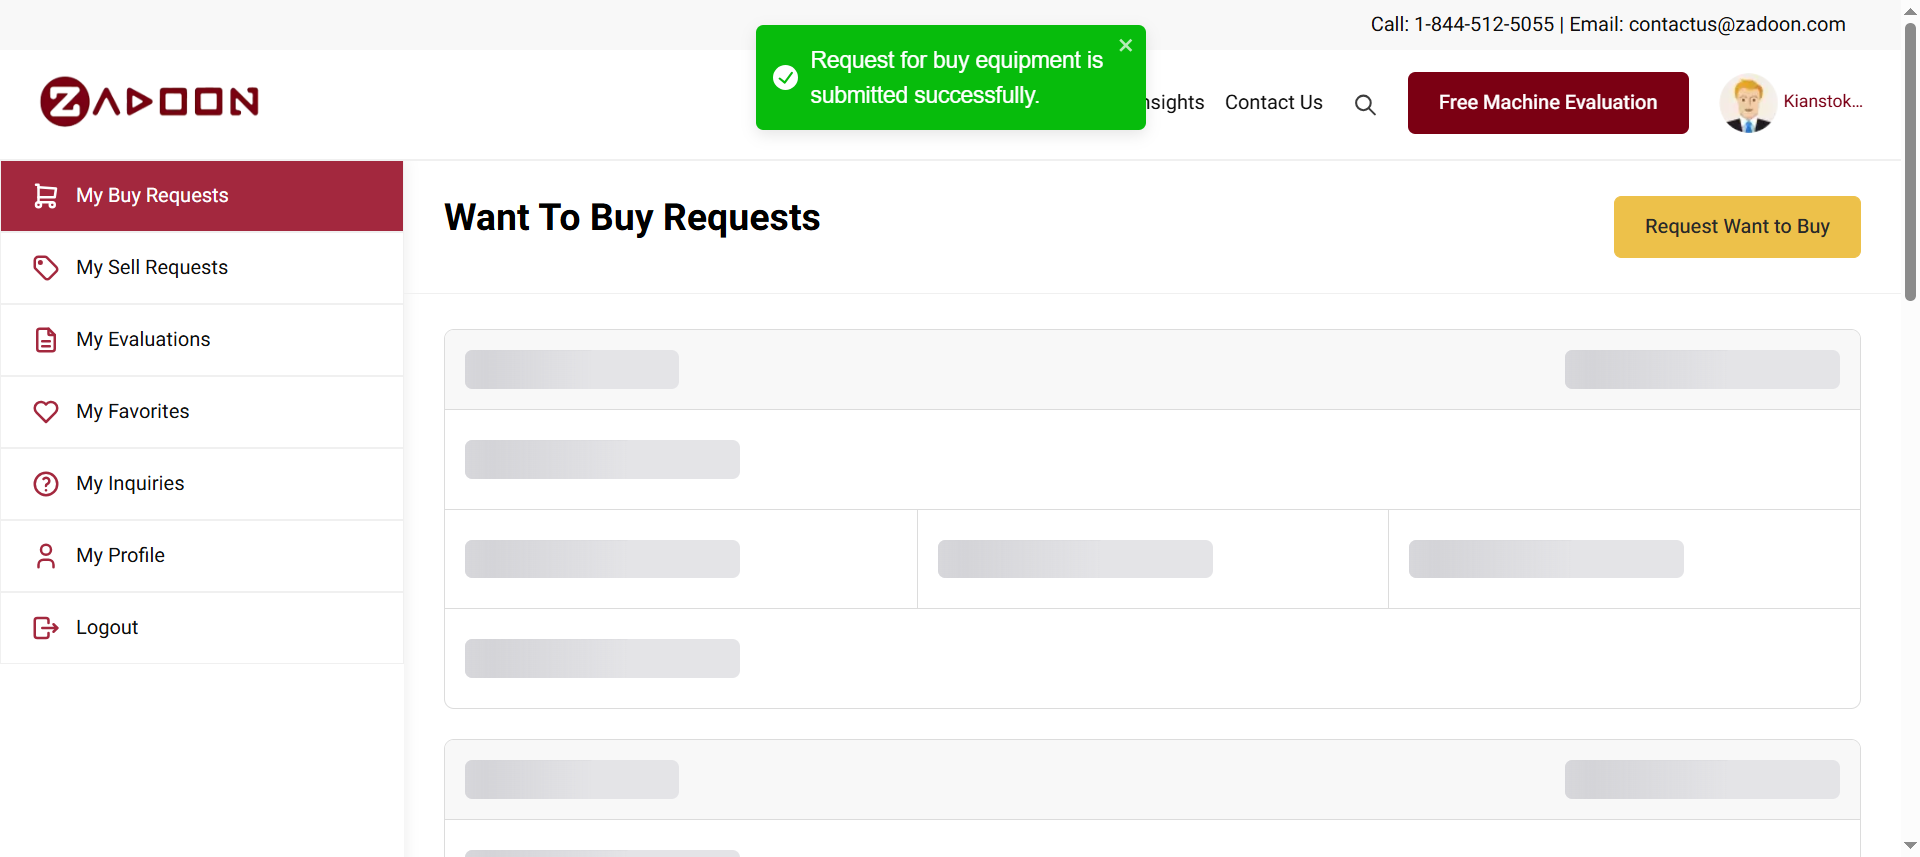 Call: 1-844-512-5055 | Email: contactus@zadoon.com
ZADOON
Request for buy equipment is
submitted successfully.
Contact Us
Free Machine Evaluation
Kianstok...
My Buy Requests
My Sell Requests
My Evaluations
My Favorites
My Inquiries
My Profile
Logout
Want To Buy Requests
Request Want to Buy